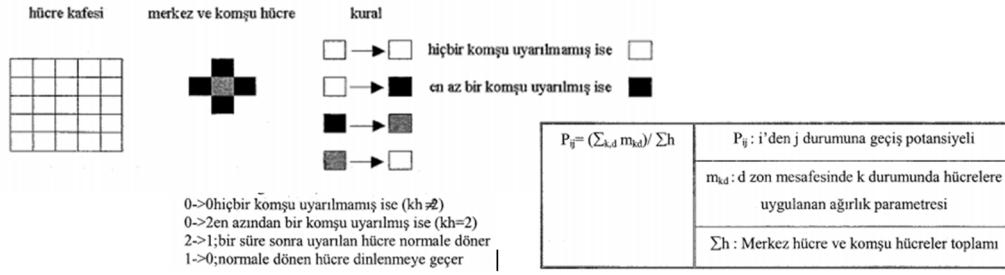 hücre kafesi
merkez ve komşu hücre
kural
hiçbir komşu uyarılmamış ise
en az bir komşu uyarılmış ise
0->0hiçbir komşu uyarılmamış ise (kh ≠2)
0->2en azından bir komşu uyarılmış ise (kh=2)
2->1;bir süre sonra uyarılan hücre normale döner
1->0;normale dönen hücre dinlenmeye geçer
Pij= (∑k,d mkd)/ ∑h
Pij : i'den j durumuna geçiş potansiyeli
mkd : d zon mesafesinde k durumunda hücrelere
uygulanan ağırlık parametresi
∑h : Merkez hücre ve komşu hücreler toplamı